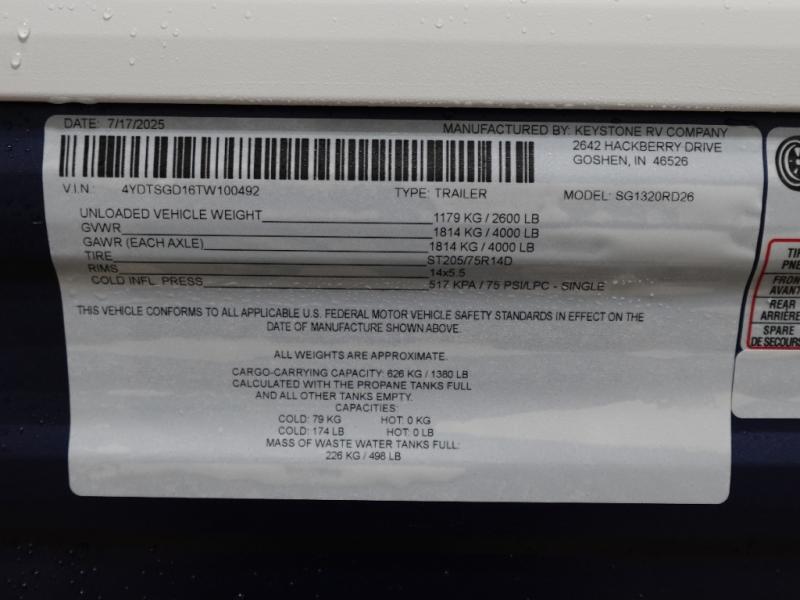 DATE: 7/17/2025
MANUFACTURED BY: KEYSTONE RV COMPANY
2642 HACKBERRY DRIVE
GOSHEN, IN 46526
V.I.N.: 4YDTSGD16TW100492 TYPE: TRAILER MODEL: SG1320RD26
UNLOADED VEHICLE WEIGHT 1179 KG / 2600 LB
GVWR 1814 KG / 4000 LB
GAWR (EACH AXLE) 1814 KG / 4000 LB
TIRE ST205/75R14D
RIMS 14x5.5
COLD INFL. PRESS 517 KPA / 75 PSI/LPC - SINGLE
THIS VEHICLE CONFORMS TO ALL APPLICABLE U.S. FEDERAL MOTOR VEHICLE SAFETY STANDARDS IN EFFECT ON THE
DATE OF MANUFACTURE SHOWN ABOVE.
ALL WEIGHTS ARE APPROXIMATE.
CARGO-CARRYING CAPACITY: 626 KG / 1380 LB
CALCULATED WITH THE PROPANE TANKS FULL
AND ALL OTHER TANKS EMPTY.
CAPACITIES:
COLD: 79 KG HOT: 0 KG
COLD: 174 LB HOT: 0 LB
MASS OF WASTE WATER TANKS FULL:
226 KG / 498 LB
FRONT
AVANT
REAR
ARRIÈRE
SPARE
DE SECOURS